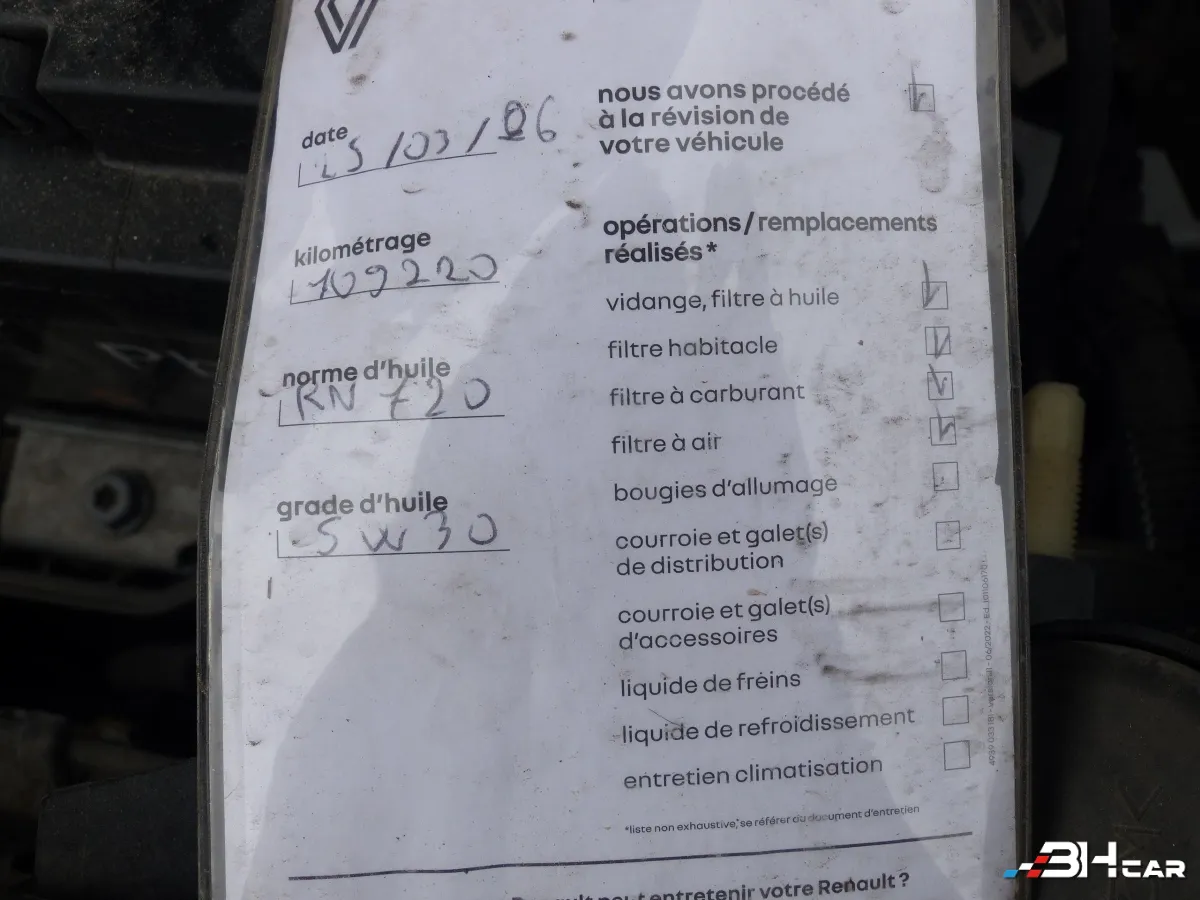 date
/03/
kilométrage
109220
norme d'huile
RN 720
grade d'huile
5W30
nous avons procédé
à la révision de
votre véhicule
opérations/remplacements
réalisés*
vidange, filtre à huile
filtre habitacle
filtre à carburant
filtre à air
bougies d'allumage
courroie et galet(s)
de distribution
courroie et galet(s)
d'accessoires
liquide de freins
liquide de refroidissement
entretien climatisation
*liste non exhaustive, se référer au document d'entretien
entretenir votre Renault ?
3HCAR